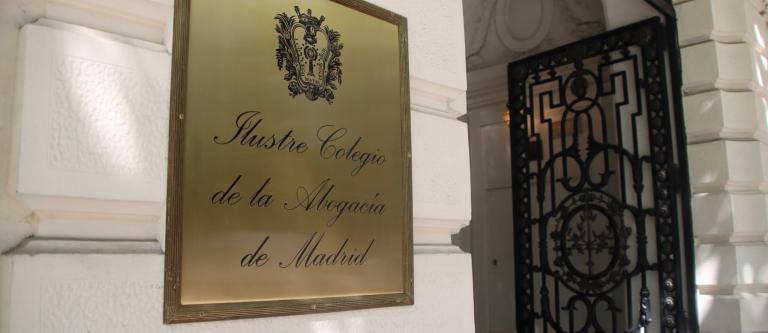 Ilustre Colegio
de la Abogacía
de Madrid